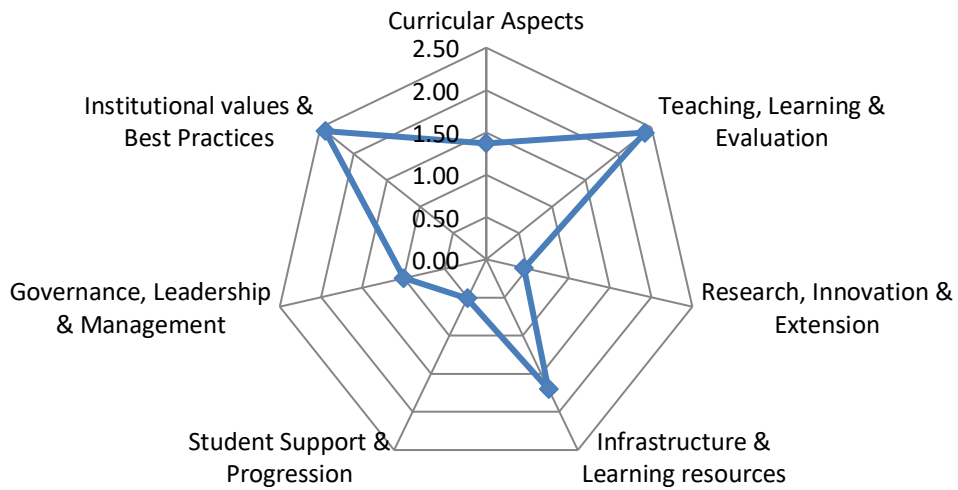 Curricular Aspects
2.50
2.00
1.50
1.00
0.50
0.00
Teaching, Learning &
Evaluation
Research, Innovation &
Extension
Infrastructure &
Learning resources
Student Support &
Progression
Governance, Leadership
& Management
Institutional values &
Best Practices